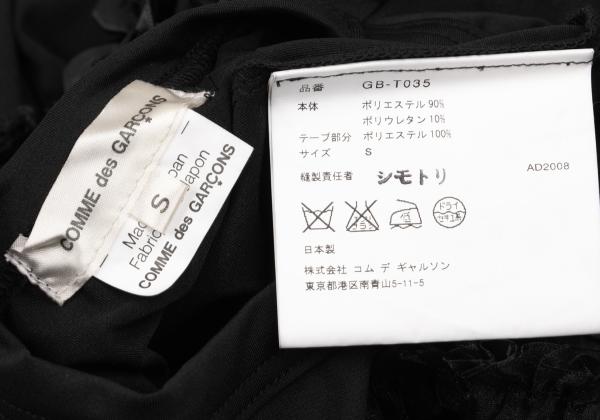 COMME des GARÇONS
S
Made
pan
Fabric
Japon
COMME des GARÇONS
品番 GB-T035
本体 ポリエステル 90%
ポリウレタン 10%
テープ部分 ポリエステル 100%
サイズ S
縫製責任者 シモトリ
AD2008
ドライ
日本製
株式会社 コム デ ギャルソン
東京都港区南青山5-11-5